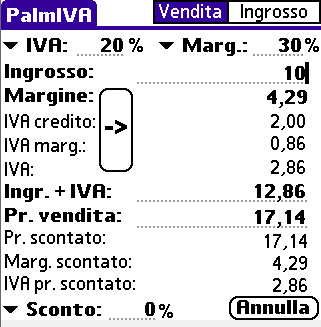 PalmIVA Vendita Ingrosso
IVA: 20 % Marg.: 30 %
Ingrosso: 10
Margine: 4,29
IVA credito: -> 2,00
IVA marg.: 0,86
IVA: 2,86
Ingr. + IVA: 12,86
Pr. vendita: 17,14
Pr. scontato: 17,14
Marg. scontato: 4,29
IVA pr. scontato: 2,86
Sconto: 0 % Annulla